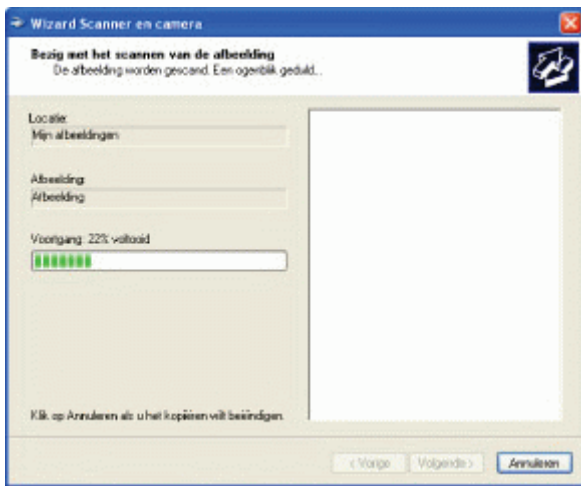 Wizard Scanner en camera
Bezig met het scannen van de afbeelding
De afbeelding worden gescand. Een ogenblik geduld...
Locatie:
Mijn afbeeldingen
Afbeelding:
Afbeelding
Voortgang: 22% voltooid
Klik op Annuleren als u het kopiëren wilt beëindigen.
< Vorige
Volgende >
Annuleren